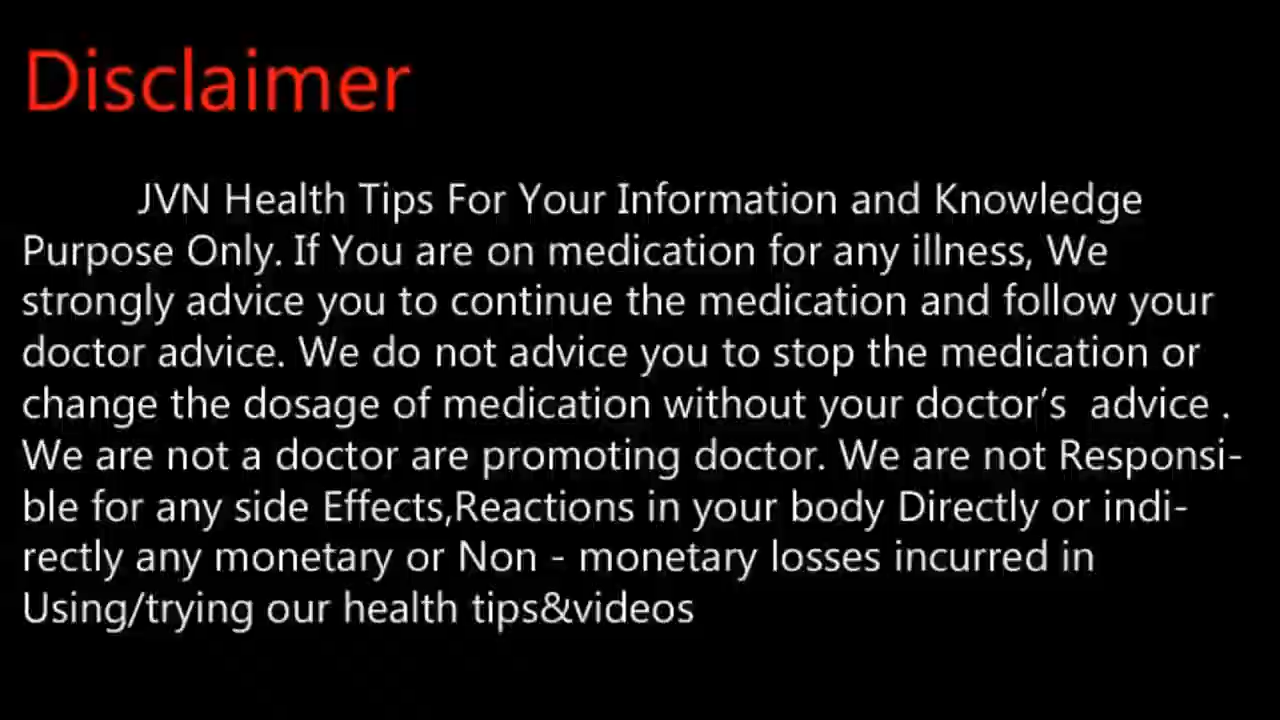 Disclaimer
JVN Health Tips For Your Information and Knowledge
Purpose Only. If You are on medication for any illness, We
strongly advice you to continue the medication and follow your
doctor advice. We do not advice you to stop the medication or
change the dosage of medication without your doctor's  advice .
We are not a doctor are promoting doctor. We are not Responsi-
ble for any side Effects,Reactions in your body Directly or indi-
rectly any monetary or Non - monetary losses incurred in
Using/trying our health tips&videos